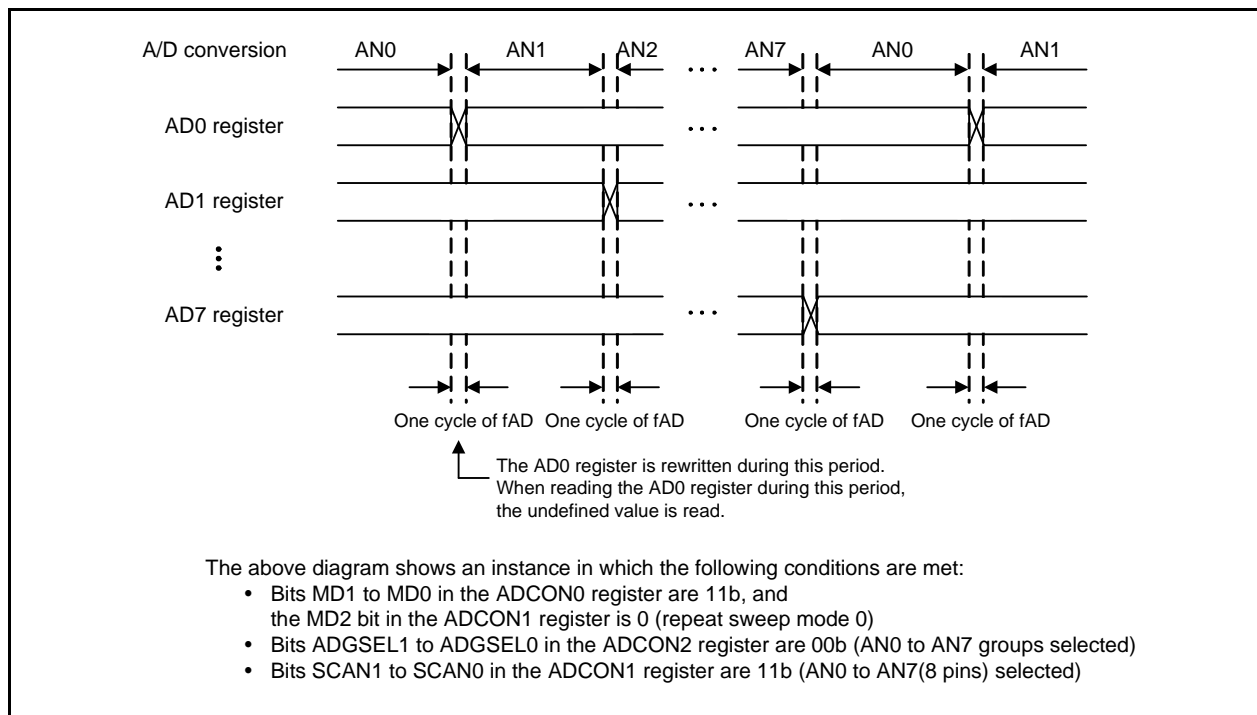 A/D conversion AN0 AN1 AN2 AN7 AN0 AN1
AD0 register
AD1 register
AD7 register
One cycle of fAD One cycle of fAD One cycle of fAD One cycle of fAD
The AD0 register is rewritten during this period.
When reading the AD0 register during this period,
the undefined value is read.
The above diagram shows an instance in which the following conditions are met:
• Bits MD1 to MD0 in the ADCON0 register are 11b, and
the MD2 bit in the ADCON1 register is 0 (repeat sweep mode 0)
• Bits ADGSEL1 to ADGSEL0 in the ADCON2 register are 00b (AN0 to AN7 groups selected)
• Bits SCAN1 to SCAN0 in the ADCON1 register are 11b (AN0 to AN7(8 pins) selected)